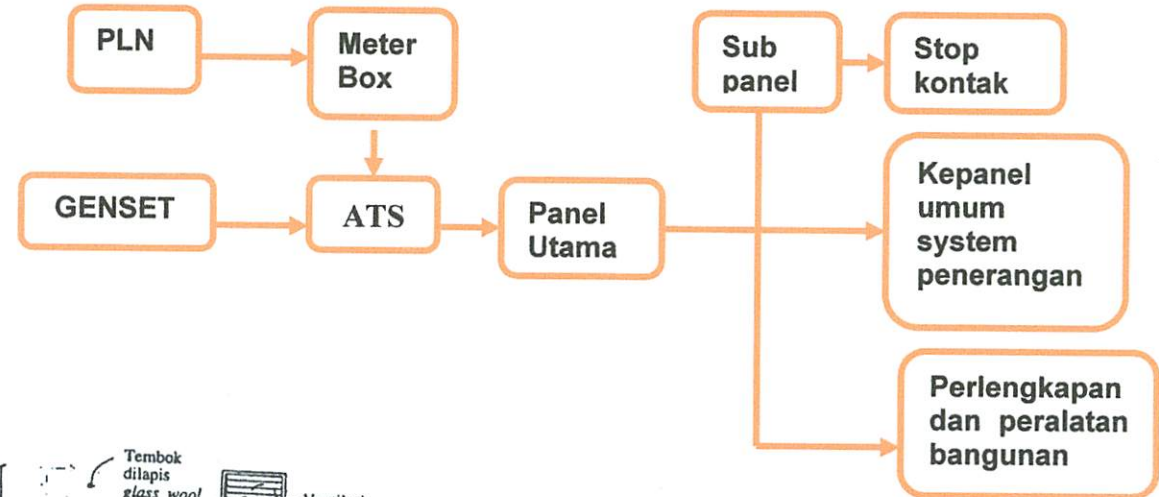 PLN
Meter
Box
Sub
panel
Stop
kontak
GENSET
ATS
Panel
Utama
Kepanel
umum
system
penerangan
Perlengkapan
dan peralatan
bangunan
Tembok
dilapis
glass wool